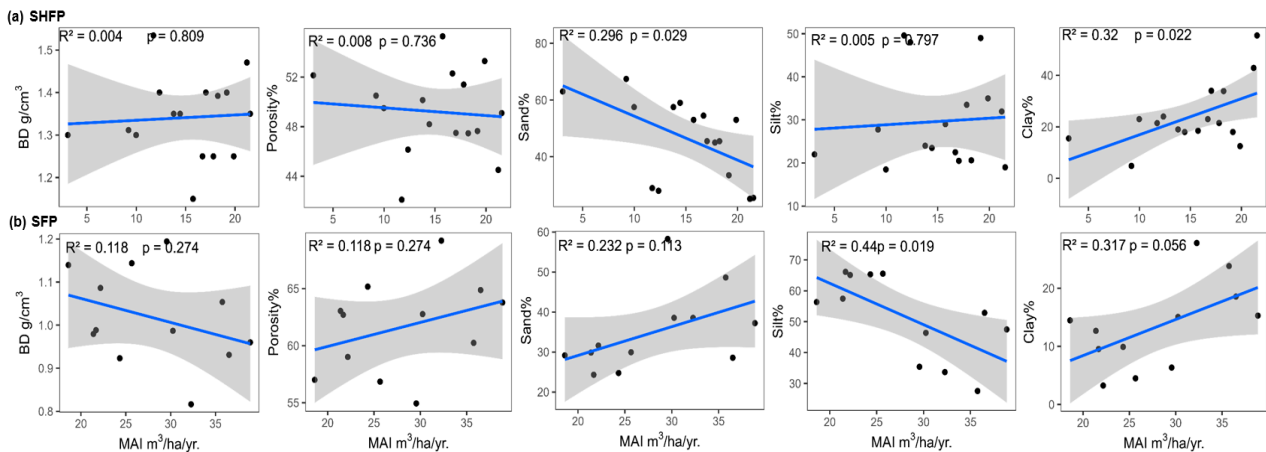 (a) SHFP
R² = 0.004 p = 0.809
BD g/cm³
1.5
1.4
1.3
1.2
5 10 15 20
R² = 0.008 p = 0.736
Porosity%
52
48
44
5 10 15 20
R² = 0.296 p = 0.029
Sand%
80
60
40
5 10 15 20
R² = 0.005 p = 0.797
Silt%
50
40
30
20
10
5 10 15 20
R² = 0.32 p = 0.022
Clay%
40
20
0
5 10 15 20
(b) SFP
R² = 0.118 p = 0.274
BD g/cm³
1.2
1.1
1.0
0.9
0.8
20 25 30 35
MAI m³/ha/yr.
R² = 0.118 p = 0.274
Porosity%
65
60
55
20 25 30 35
MAI m³/ha/yr.
R² = 0.232 p = 0.113
Sand%
60
50
40
30
20
20 25 30 35
MAI m³/ha/yr.
R² = 0.44p = 0.019
Silt%
70
60
50
40
30
20 25 30 35
MAI m³/ha/yr.
R² = 0.317 p = 0.056
Clay%
20
10
0
20 25 30 35
MAI m³/ha/yr.